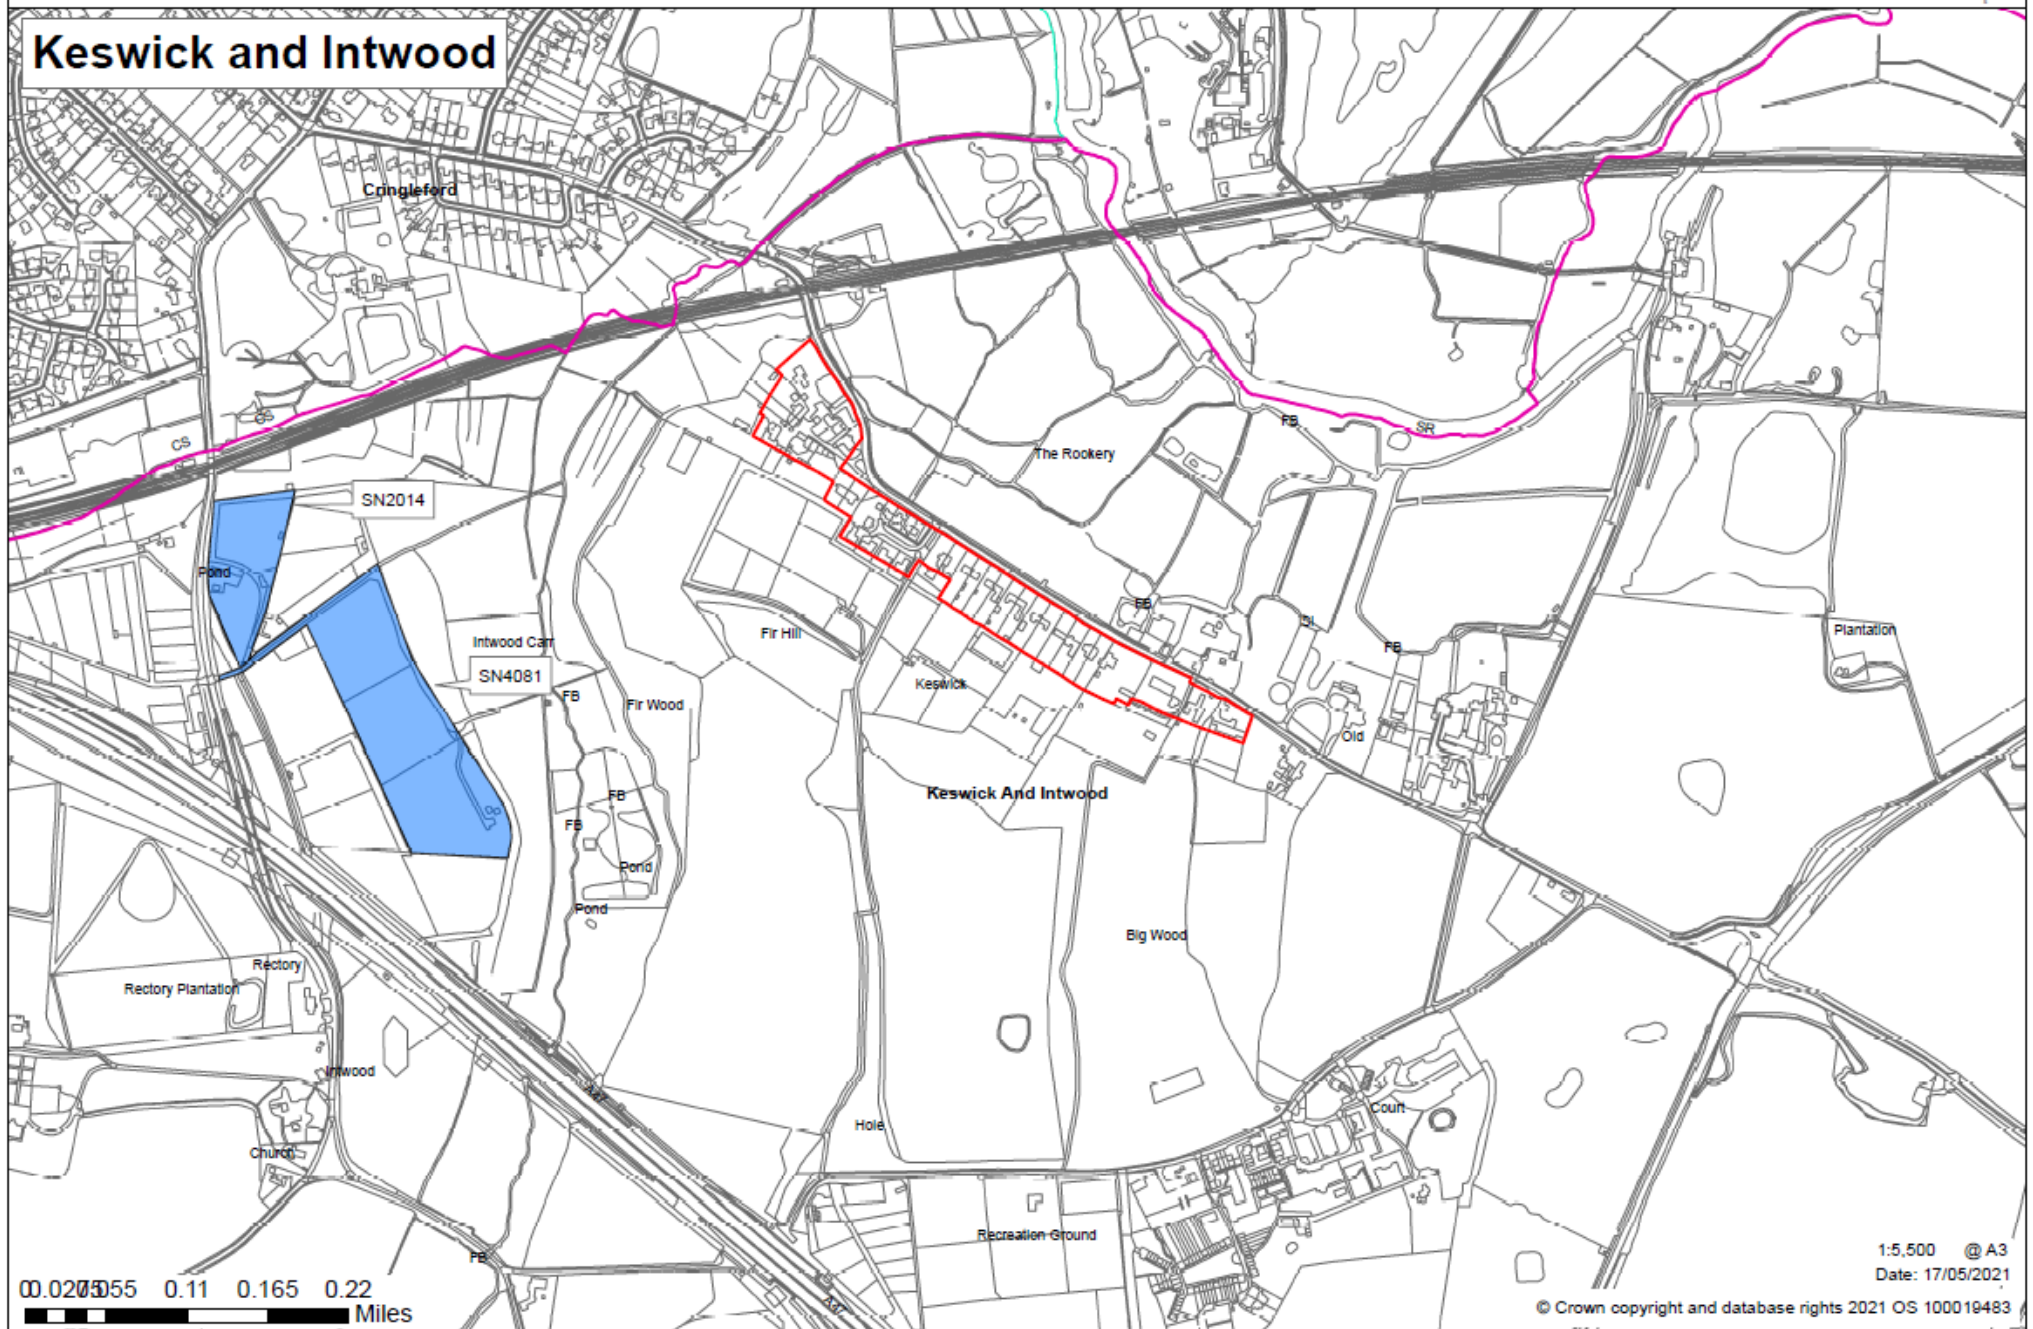 Keswick and Intwood
Cringleford
CS
SN2014
FB
SR
The Rookery
Pond
Intwood Carr
SN4081
FB
Fir Wood
Fir Hill
Keswick
FB
FB
Plantation
Old
Keswick And Intwood
FB
FB
Pond
Pond
Big Wood
Rectory
Rectory Plantation
Intwood
A47
Hole
Court
Church
Recreation Ground
FB
A47
0.11 0.165 0.22
Miles
1:5,500 @ A3
Date: 17/05/2021
© Crown copyright and database rights 2021 OS 100019483